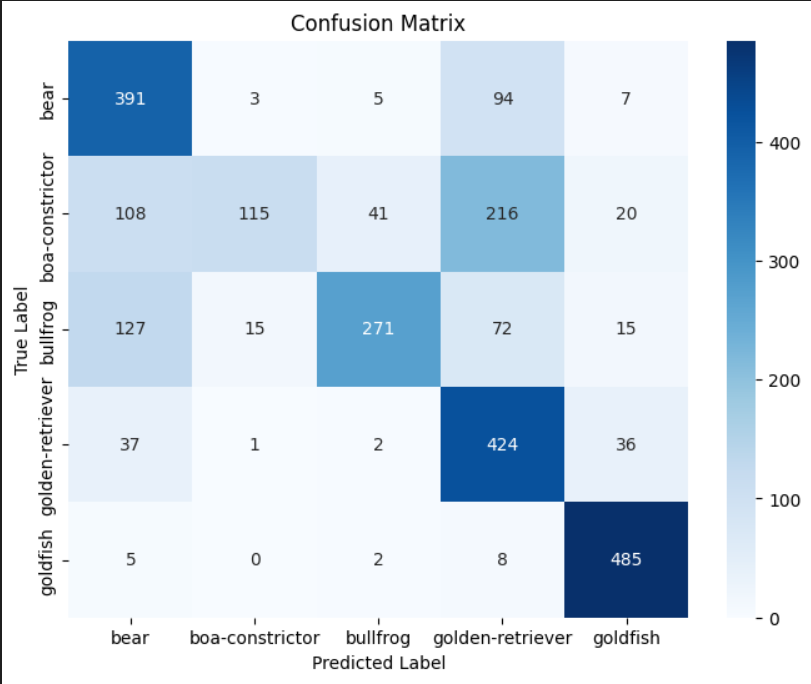 Confusion Matrix
bear
391 3 5 94 7
boa-constrictor
108 115 41 216 20
bullfrog
127 15 271 72 15
golden-retriever
37 1 2 424 36
goldfish
5 0 2 8 485
True Label
bear boa-constrictor bullfrog golden-retriever goldfish
Predicted Label
400
300
200
100
0